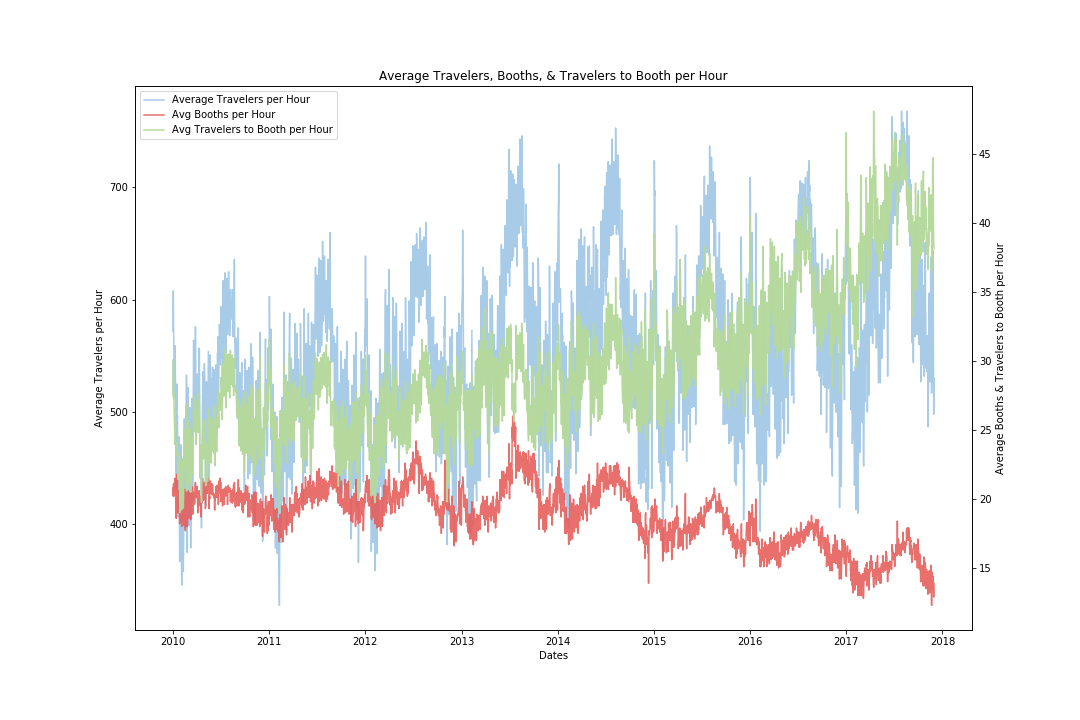 Average Travelers, Booths, & Travelers to Booth per Hour
Average Travelers per Hour
Avg Booths per Hour
Avg Travelers to Booth per Hour
700
600
500
400
Average Travelers per Hour
45
40
35
30
25
20
15
Average Booths & Travelers to Booth per Hour
2010 2011 2012 2013 2014 2015 2016 2017 2018
Dates